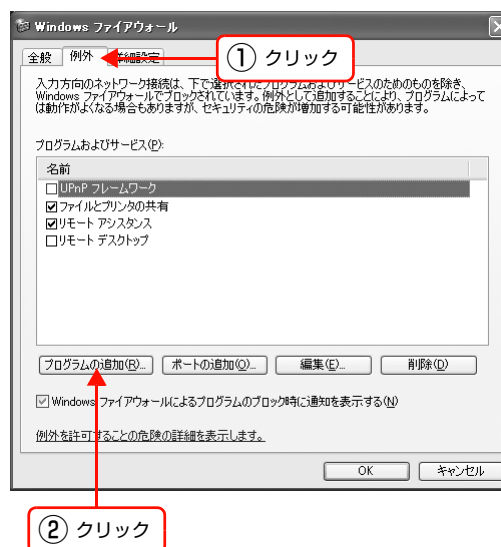 Windows ファイアウォール
全般 例外 詳細設定
① クリック
入力方向のネットワーク接続は、下で選択されたプログラムおよびサービスのためのものを除き、
Windows ファイアウォールでブロックされています。例外として追加することにより、プログラムによって
は動作がよくなる場合もありますが、セキュリティの危険が増加する可能性があります。
プログラムおよびサービス(P):
名前
UPnP フレームワーク
ファイルとプリンタの共有
リモート アシスタンス
リモート デスクトップ
プログラムの追加(R)... ポートの追加(O)... 編集(E)... 削除(D)
Windows ファイアウォールによるプログラムのブロック時に通知を表示する(N)
例外を許可することの危険の詳細を表示します。
OK キャンセル
② クリック